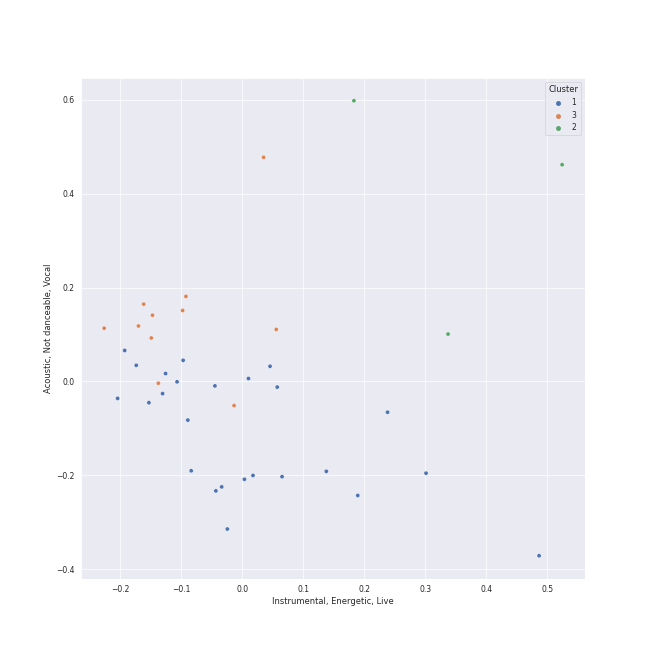 Cluster
1
3
2
0.6
0.4
0.2
0.0
−0.2
−0.4
Acoustic, Not danceable, Vocal
−0.2 −0.1 0.0 0.1 0.2 0.3 0.4 0.5
Instrumental, Energetic, Live